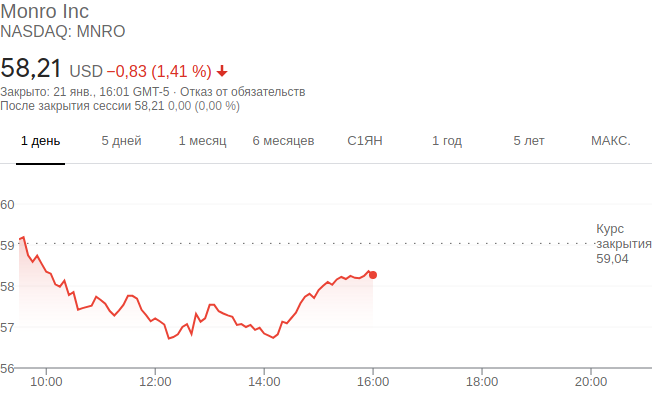 Monro Inc
NASDAQ: MNRO
58,21 USD −0,83 (1,41 %)
Закрыто: 21 янв., 16:01 GMT-5 · Отказ от обязательств
После закрытия сессии 58,21 0,00 (0,00 %)
1 день 5 дней 1 месяц 6 месяцев С1ЯН 1 год 5 лет МАКС.
60
Курс
59 закрытия
59,04
58
57
56
10:00 12:00 14:00 16:00 18:00 20:00